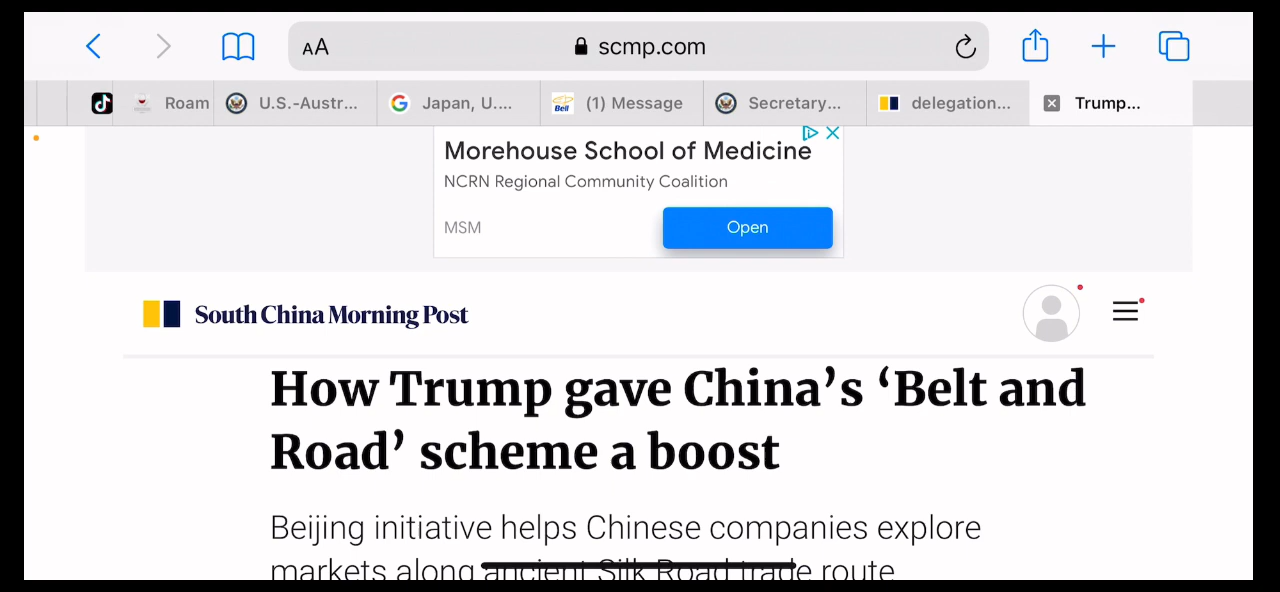 AA
scmp.com
Roam
U.S.-Austr...
Japan, U....
Bell
(1) Message
Secretary...
delegation...
Trump...
Morehouse School of Medicine
NCRN Regional Community Coalition
MSM
Open
South China Morning Post
How Trump gave China’s ‘Belt and
Road’ scheme a boost
Beijing initiative helps Chinese companies explore
markets along ancient Silk Road trade route